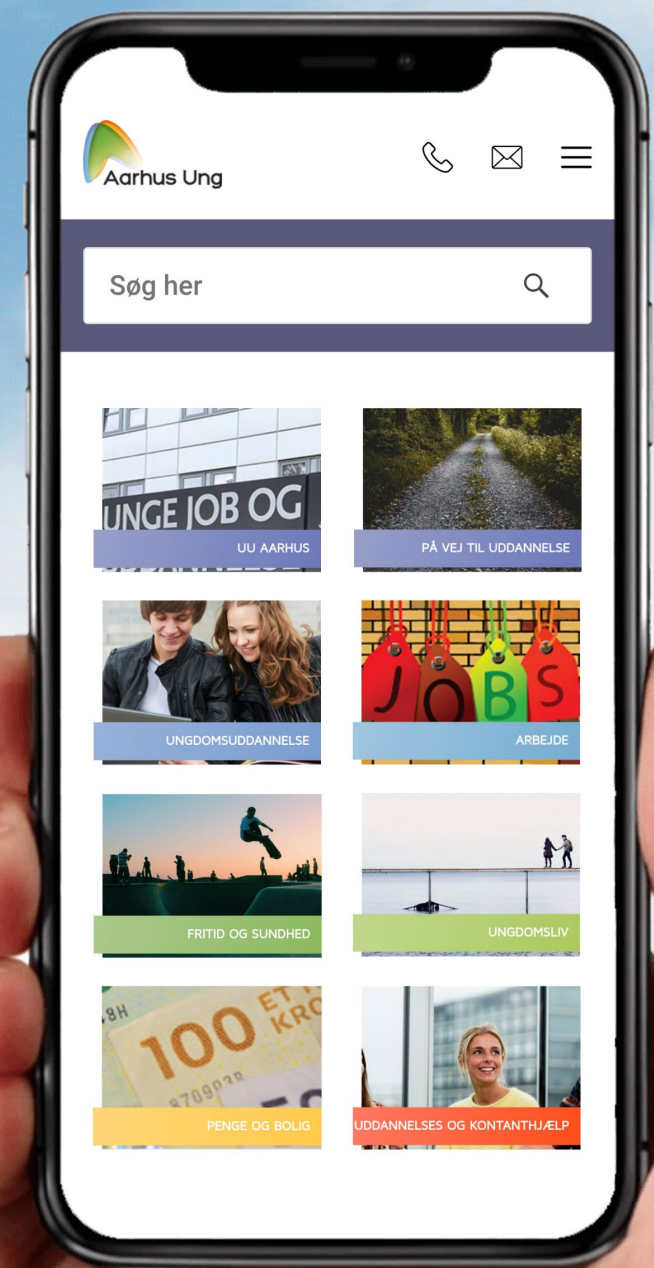 Aarhus Ung
Søg her
UNGE JOB OG
UU AARHUS
PÅ VEJ TIL UDDANNELSE
UNGDOMSUDDANNELSE
JOBS
ARBEJDE
FRITID OG SUNDHED
UNGDOMSLIV
100
PENGE OG BOLIG
UDDANNELSES OG KONTANTHJÆLP